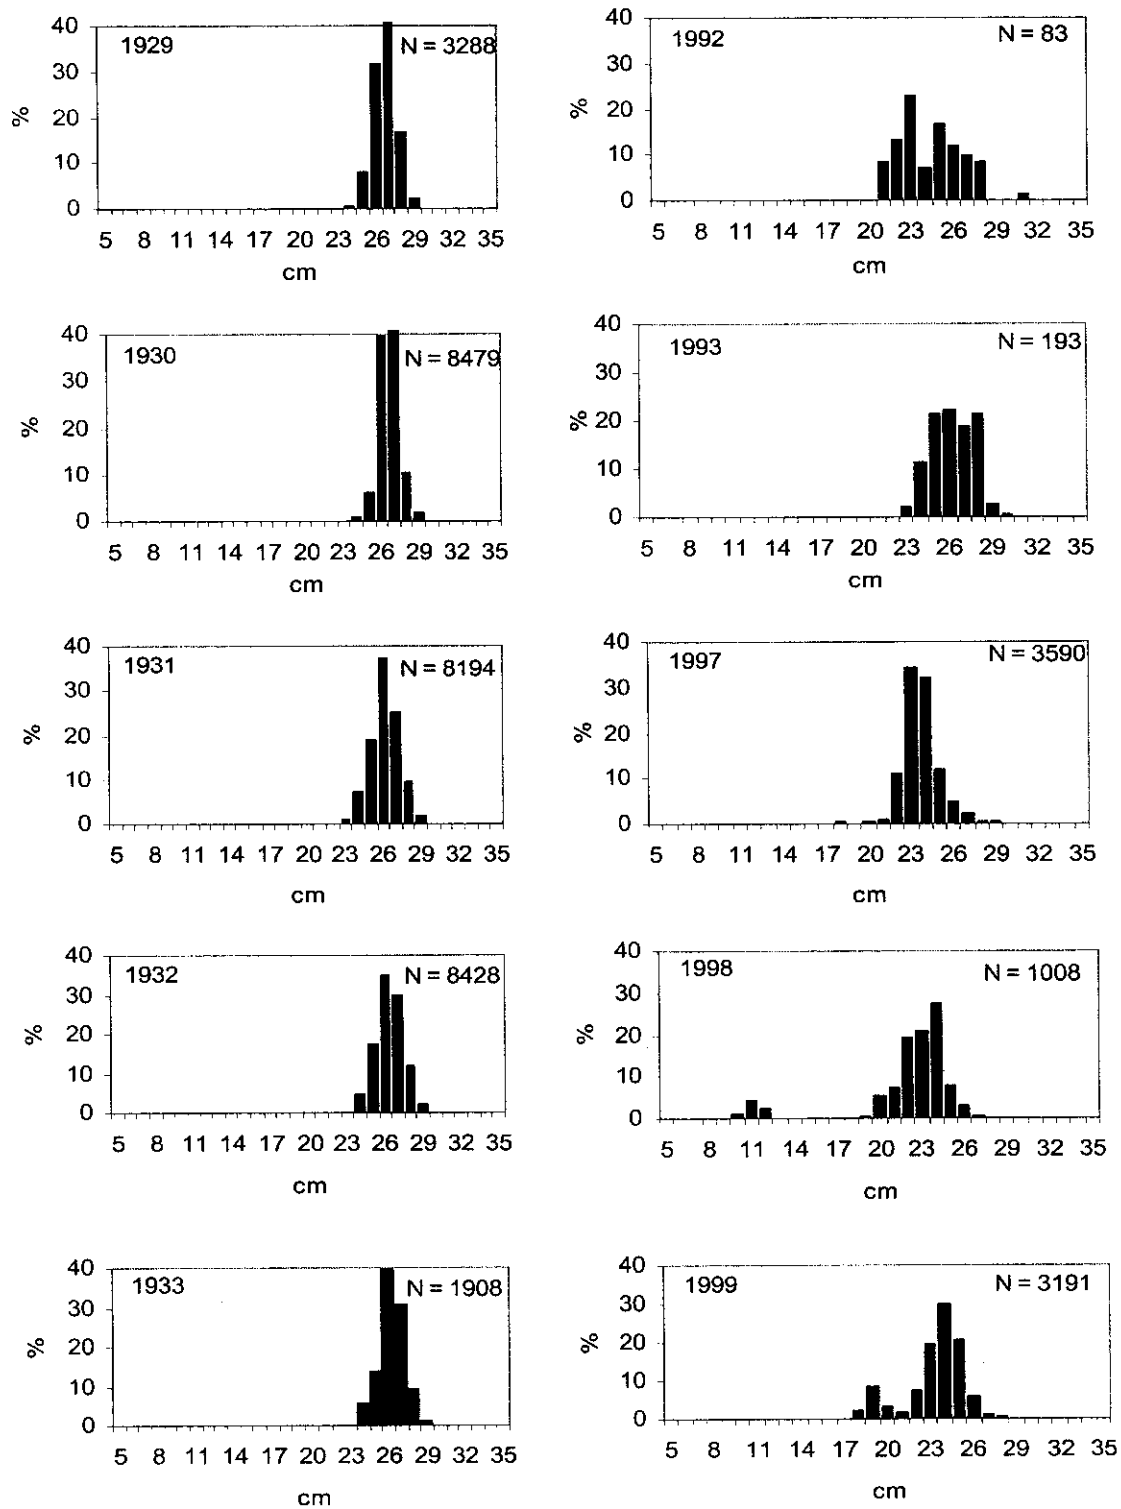 1929
N = 3288
%
40
30
20
10
0
5 8 11 14 17 20 23 26 29 32 35
cm
1992
N = 83
%
40
30
20
10
0
5 8 11 14 17 20 23 26 29 32 35
cm
1930
N = 8479
%
40
30
20
10
0
5 8 11 14 17 20 23 26 29 32 35
cm
1993
N = 193
%
40
30
20
10
0
5 8 11 14 17 20 23 26 29 32 35
cm
1931
N = 8194
%
40
30
20
10
0
5 8 11 14 17 20 23 26 29 32 35
cm
1997
N = 3590
%
40
30
20
10
0
5 8 11 14 17 20 23 26 29 32 35
cm
1932
N = 8428
%
40
30
20
10
0
5 8 11 14 17 20 23 26 29 32 35
cm
1998
N = 1008
%
40
30
20
10
0
5 8 11 14 17 20 23 26 29 32 35
cm
1933
N = 1908
%
40
30
20
10
0
5 8 11 14 17 20 23 26 29 32 35
cm
1999
N = 3191
%
40
30
20
10
0
5 8 11 14 17 20 23 26 29 32 35
cm